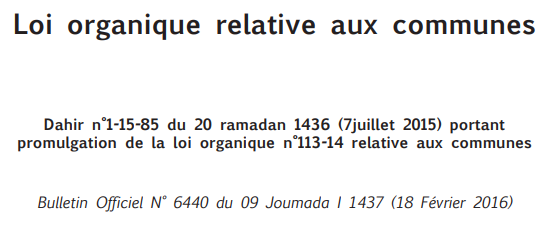 Loi organique relative aux communes
Dahir n°1-15-85 du 20 ramadan 1436 (7juillet 2015) portant
promulgation de la loi organique n°113-14 relative aux communes
Bulletin Officiel N° 6440 du 09 Joumada I 1437 (18 Février 2016)